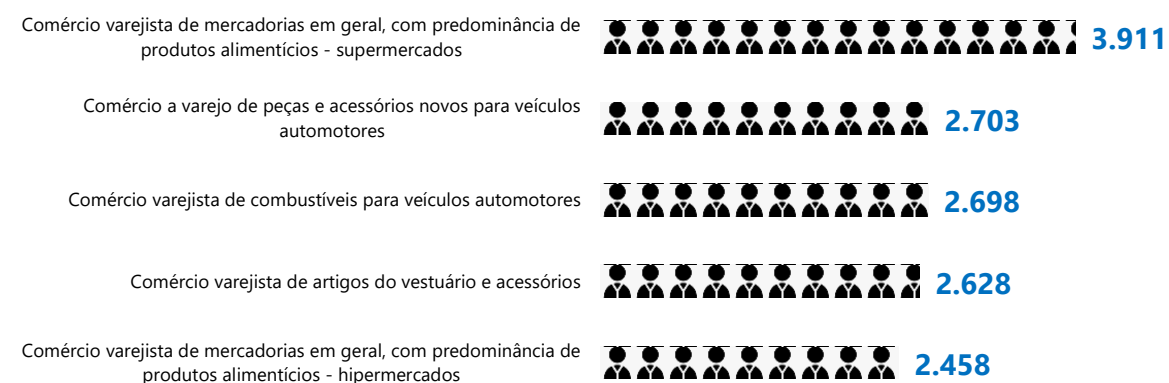 Comércio varejista de mercadorias em geral, com predominância de
produtos alimentícios - supermercados
3.911
Comércio a varejo de peças e acessórios novos para veículos
automotores
2.703
Comércio varejista de combustíveis para veículos automotores
2.698
Comércio varejista de artigos do vestuário e acessórios
2.628
Comércio varejista de mercadorias em geral, com predominância de
produtos alimentícios - hipermercados
2.458